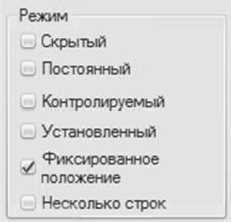 Режим
Скрытый
Постоянный
Контролируемый
Установленный
Фиксированное
положение
Несколько строк